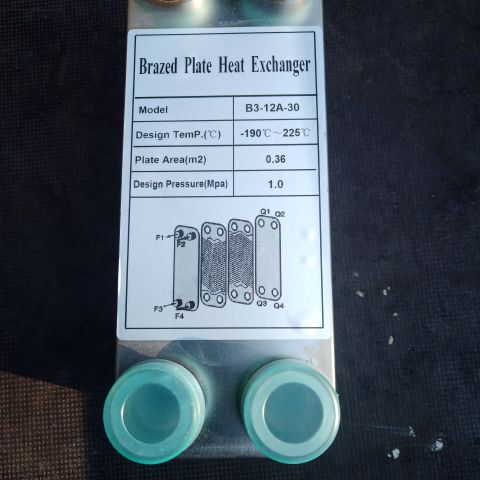 Brazed Plate Heat Exchanger
Model B3-12A-30
Design TemP.(℃) -190℃~225℃
Plate Area(m2) 0.36
Design Pressure(Mpa) 1.0
Q1 Q2
F1 F2
F3 Q3 Q4
F4